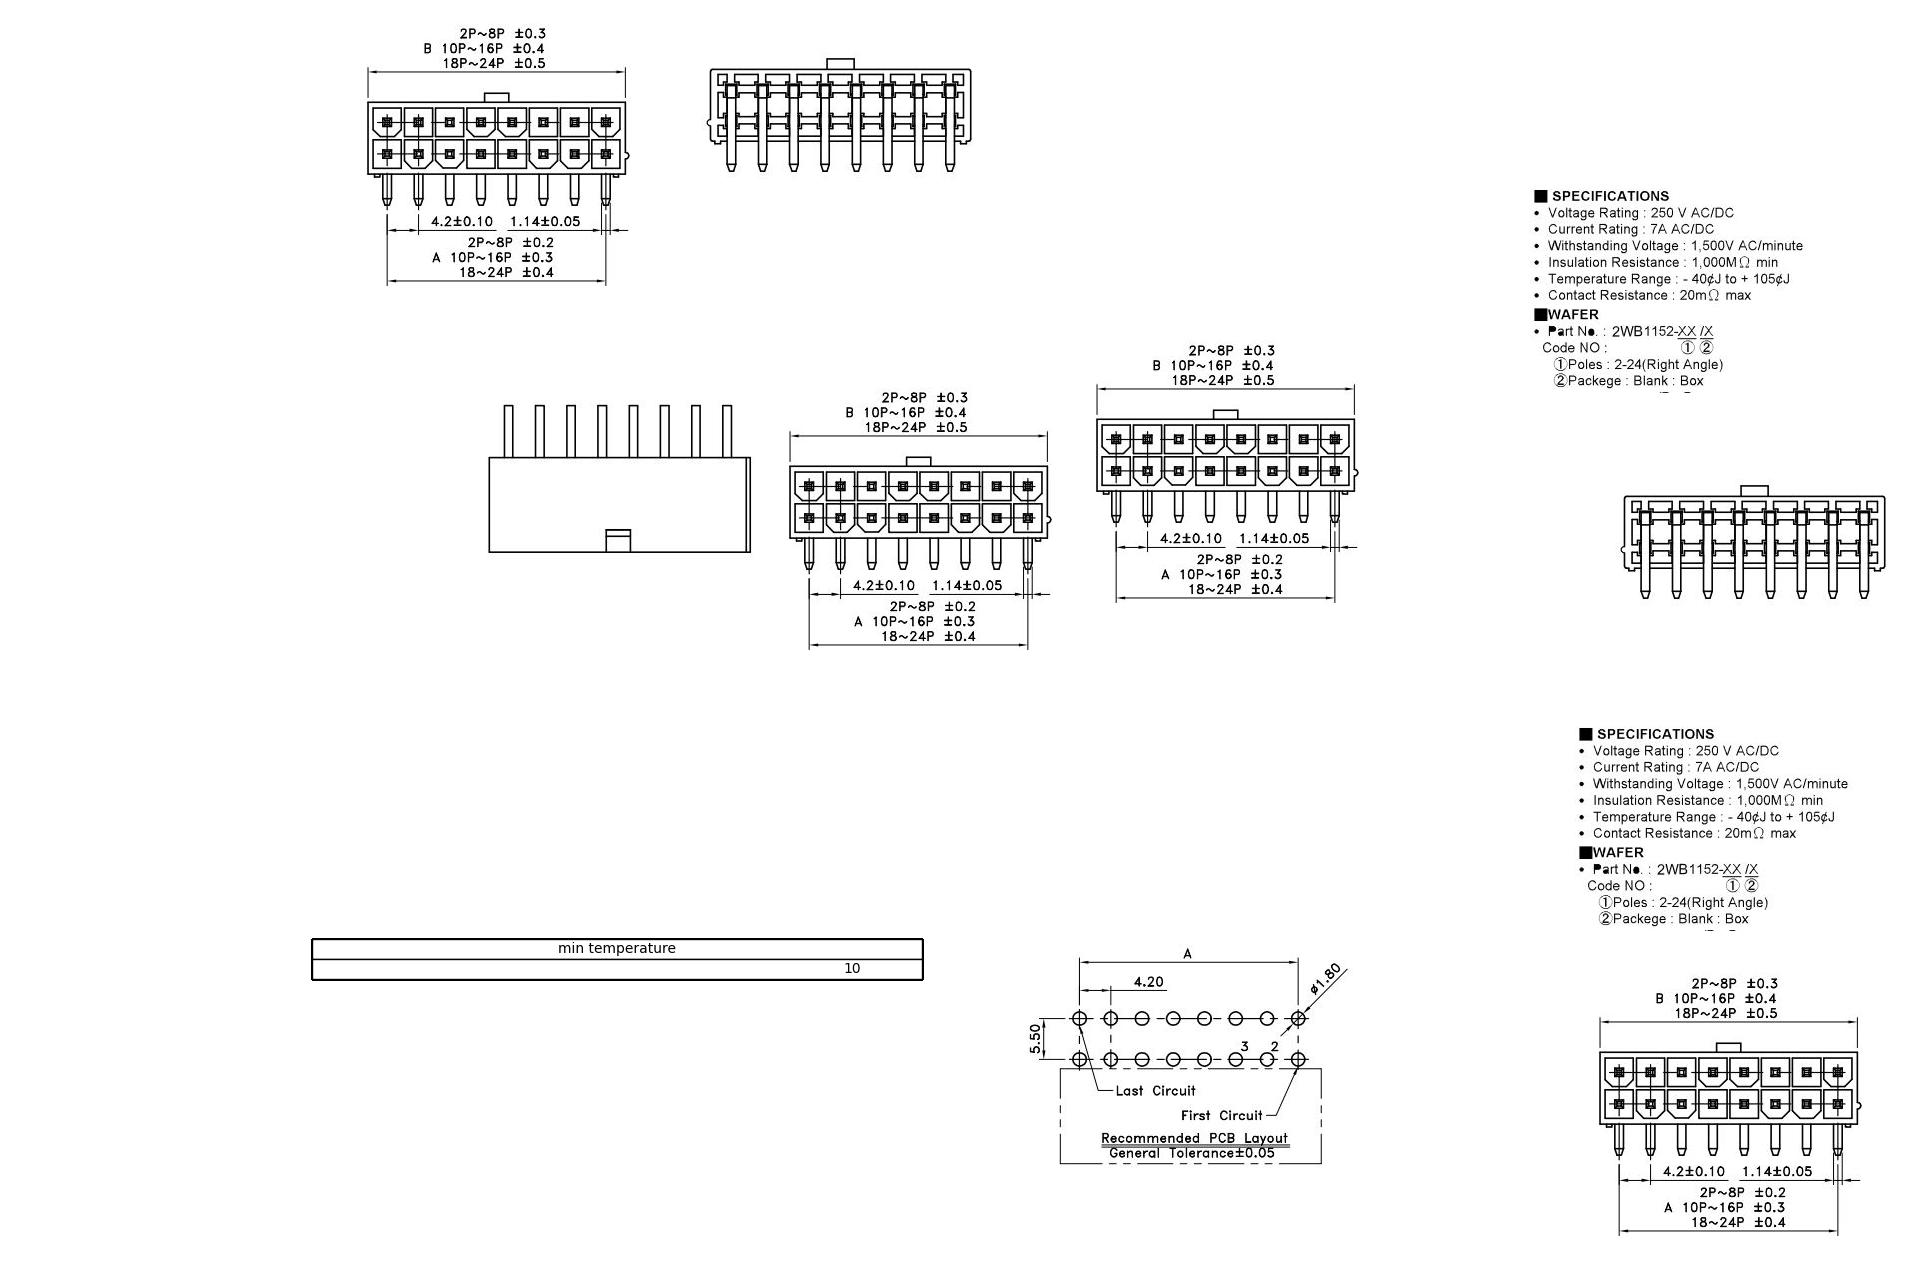 2P~8P ±0.3
B 10P~16P ±0.4
18P~24P ±0.5
4.2±0.10 1.14±0.05
2P~8P ±0.2
A 10P~16P ±0.3
18~24P ±0.4
■ SPECIFICATIONS
• Voltage Rating : 250 V AC/DC
• Current Rating : 7A AC/DC
• Withstanding Voltage : 1,500V AC/minute
• Insulation Resistance : 1,000MΩ min
• Temperature Range : - 40¢J to + 105¢J
• Contact Resistance : 20mΩ max
■WAFER
• Part No. : 2WB1152-XX /X
Code NO : ① ②
①Poles : 2-24(Right Angle)
②Packege : Blank : Box
2P~8P ±0.3
B 10P~16P ±0.4
18P~24P ±0.5
4.2±0.10 1.14±0.05
2P~8P ±0.2
A 10P~16P ±0.3
18~24P ±0.4
2P~8P ±0.3
B 10P~16P ±0.4
18P~24P ±0.5
4.2±0.10 1.14±0.05
2P~8P ±0.2
A 10P~16P ±0.3
18~24P ±0.4
■ SPECIFICATIONS
• Voltage Rating : 250 V AC/DC
• Current Rating : 7A AC/DC
• Withstanding Voltage : 1,500V AC/minute
• Insulation Resistance : 1,000MΩ min
• Temperature Range : - 40¢J to + 105¢J
• Contact Resistance : 20mΩ max
■WAFER
• Part No. : 2WB1152-XX /X
Code NO : ① ②
①Poles : 2-24(Right Angle)
②Packege : Blank : Box
min temperature
10
A
4.20
ø1.80
5.50
3 2
Last Circuit
First Circuit
Recommended PCB Layout
General Tolerance±0.05
2P~8P ±0.3
B 10P~16P ±0.4
18P~24P ±0.5
4.2±0.10 1.14±0.05
2P~8P ±0.2
A 10P~16P ±0.3
18~24P ±0.4